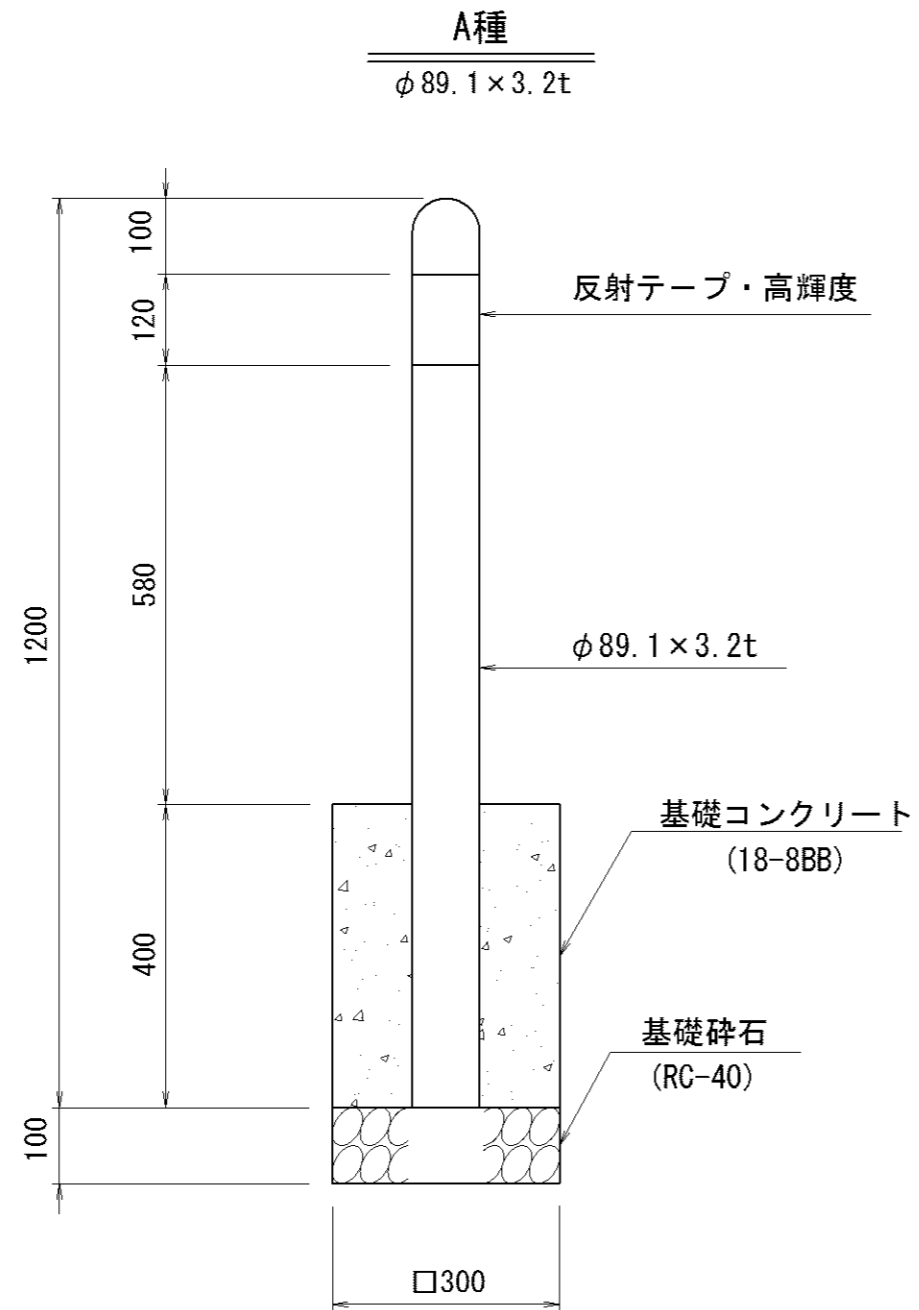 A種
φ89.1×3.2t
100
120
反射テープ・高輝度
580
1200
φ89.1×3.2t
基礎コンクリート
(18-8BB)
400
基礎砕石
(RC-40)
100
□300